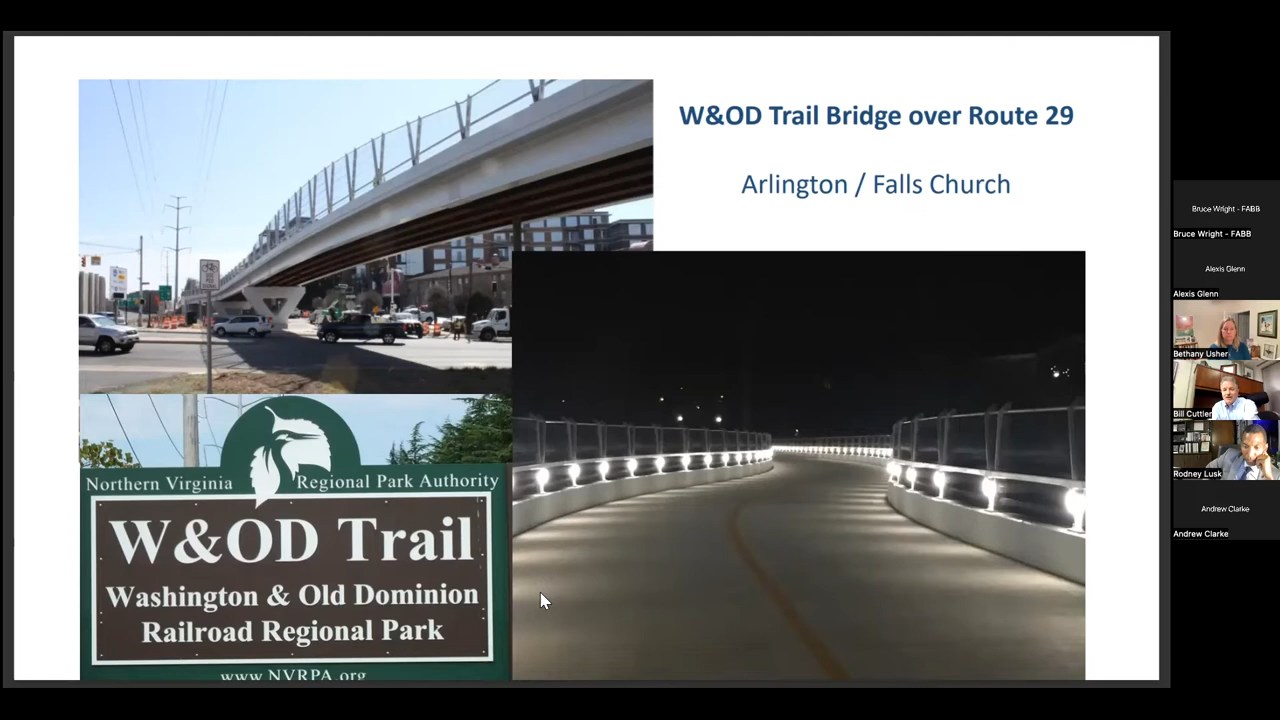 W&OD Trail Bridge over Route 29
Arlington / Falls Church
Northern Virginia Regional Park Authority
W&OD Trail
Washington & Old Dominion
Railroad Regional Park
www.NVRPA.org
Bruce Wright - FABB
Bruce Wright - FABB
Alexis Glenn
Alexis Glenn
Bethany Usher
Bill Cuttler
Rodney Lusk
Andrew Clarke
Andrew Clarke